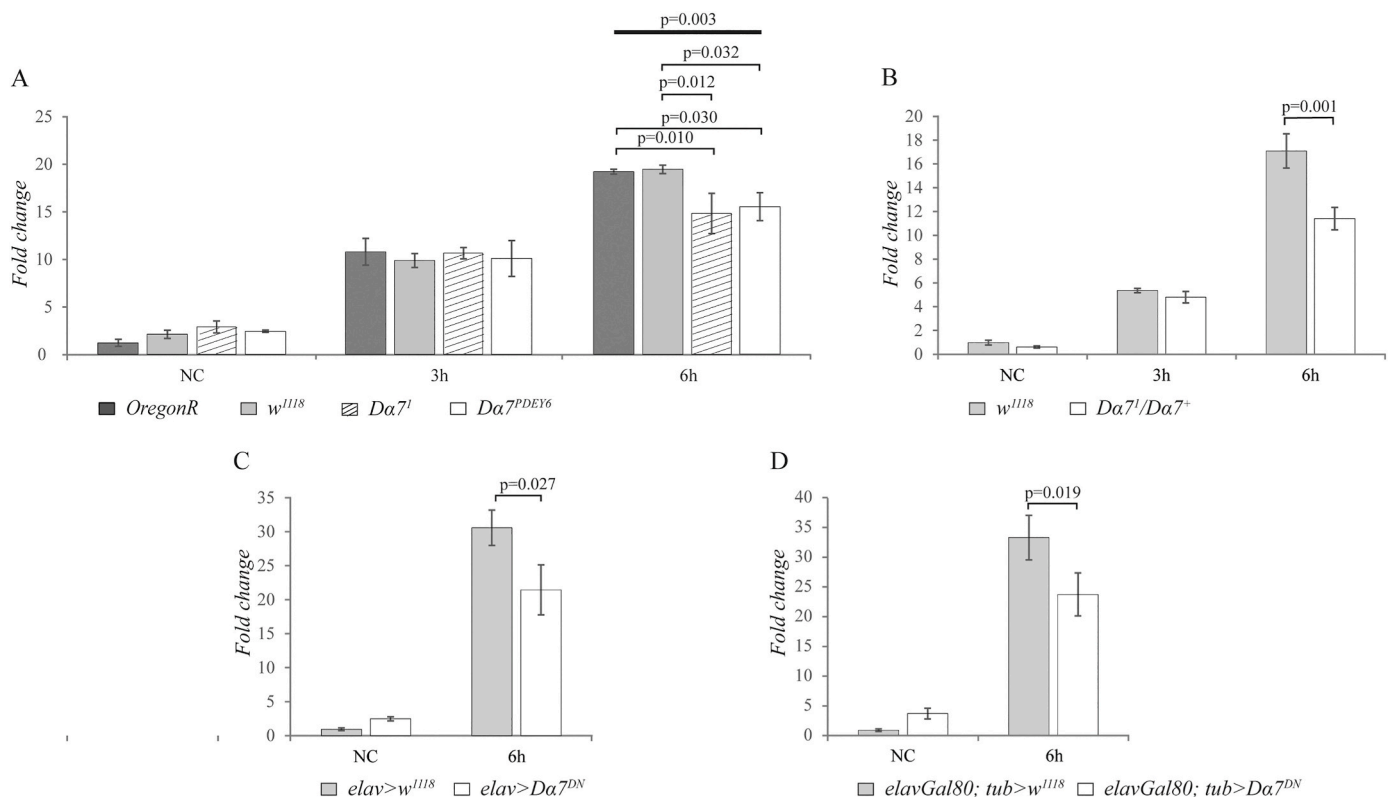 p=0.003
p=0.032
p=0.012
p=0.030
p=0.010
A
Fold change
25
20
15
10
5
0
NC 3h 6h
OregonR w1118 Dα71 Dα7PDEY6
B
p=0.001
Fold change
20
18
16
14
12
10
8
6
4
2
0
NC 3h 6h
w1118 Dα71/Dα7+
C
p=0.027
Fold change
35
30
25
20
15
10
5
0
NC 6h
elav>w1118 elav>Dα7DN
D
p=0.019
Fold change
40
35
30
25
20
15
10
5
0
NC 6h
elavGal80; tub>w1118 elavGal80; tub>Dα7DN